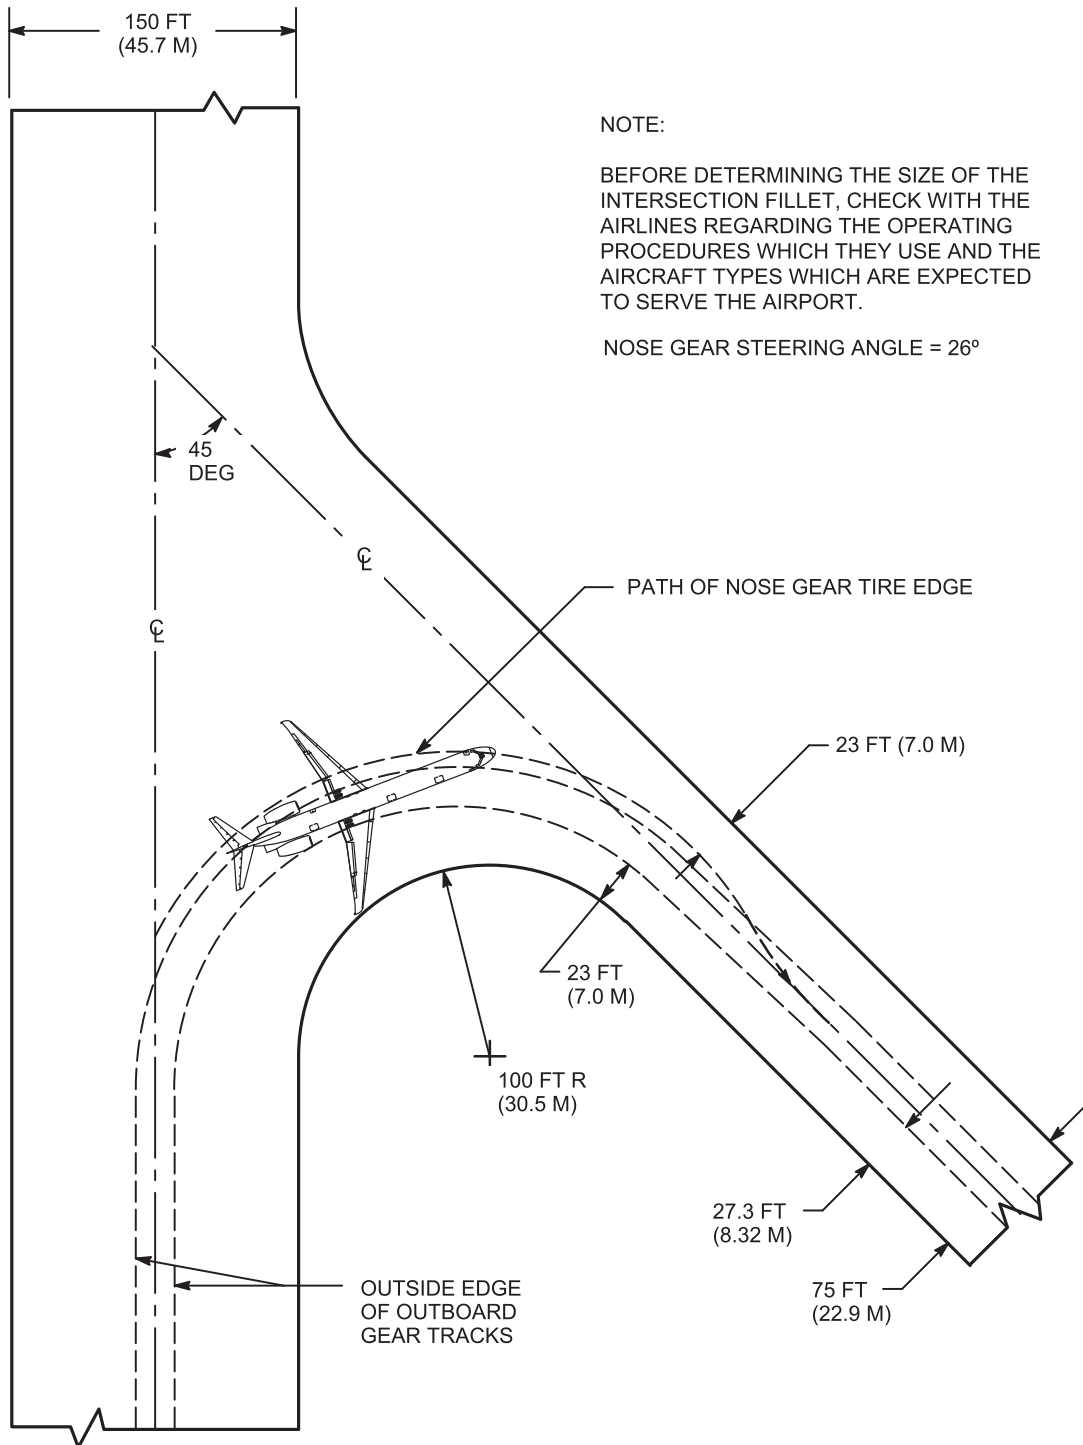 150 FT
(45.7 M)
NOTE:
BEFORE DETERMINING THE SIZE OF THE
INTERSECTION FILLET, CHECK WITH THE
AIRLINES REGARDING THE OPERATING
PROCEDURES WHICH THEY USE AND THE
AIRCRAFT TYPES WHICH ARE EXPECTED
TO SERVE THE AIRPORT.
NOSE GEAR STEERING ANGLE = 26º
45
DEG
℄
PATH OF NOSE GEAR TIRE EDGE
℄
23 FT (7.0 M)
23 FT
(7.0 M)
100 FT R
(30.5 M)
27.3 FT
(8.32 M)
75 FT
(22.9 M)
OUTSIDE EDGE
OF OUTBOARD
GEAR TRACKS